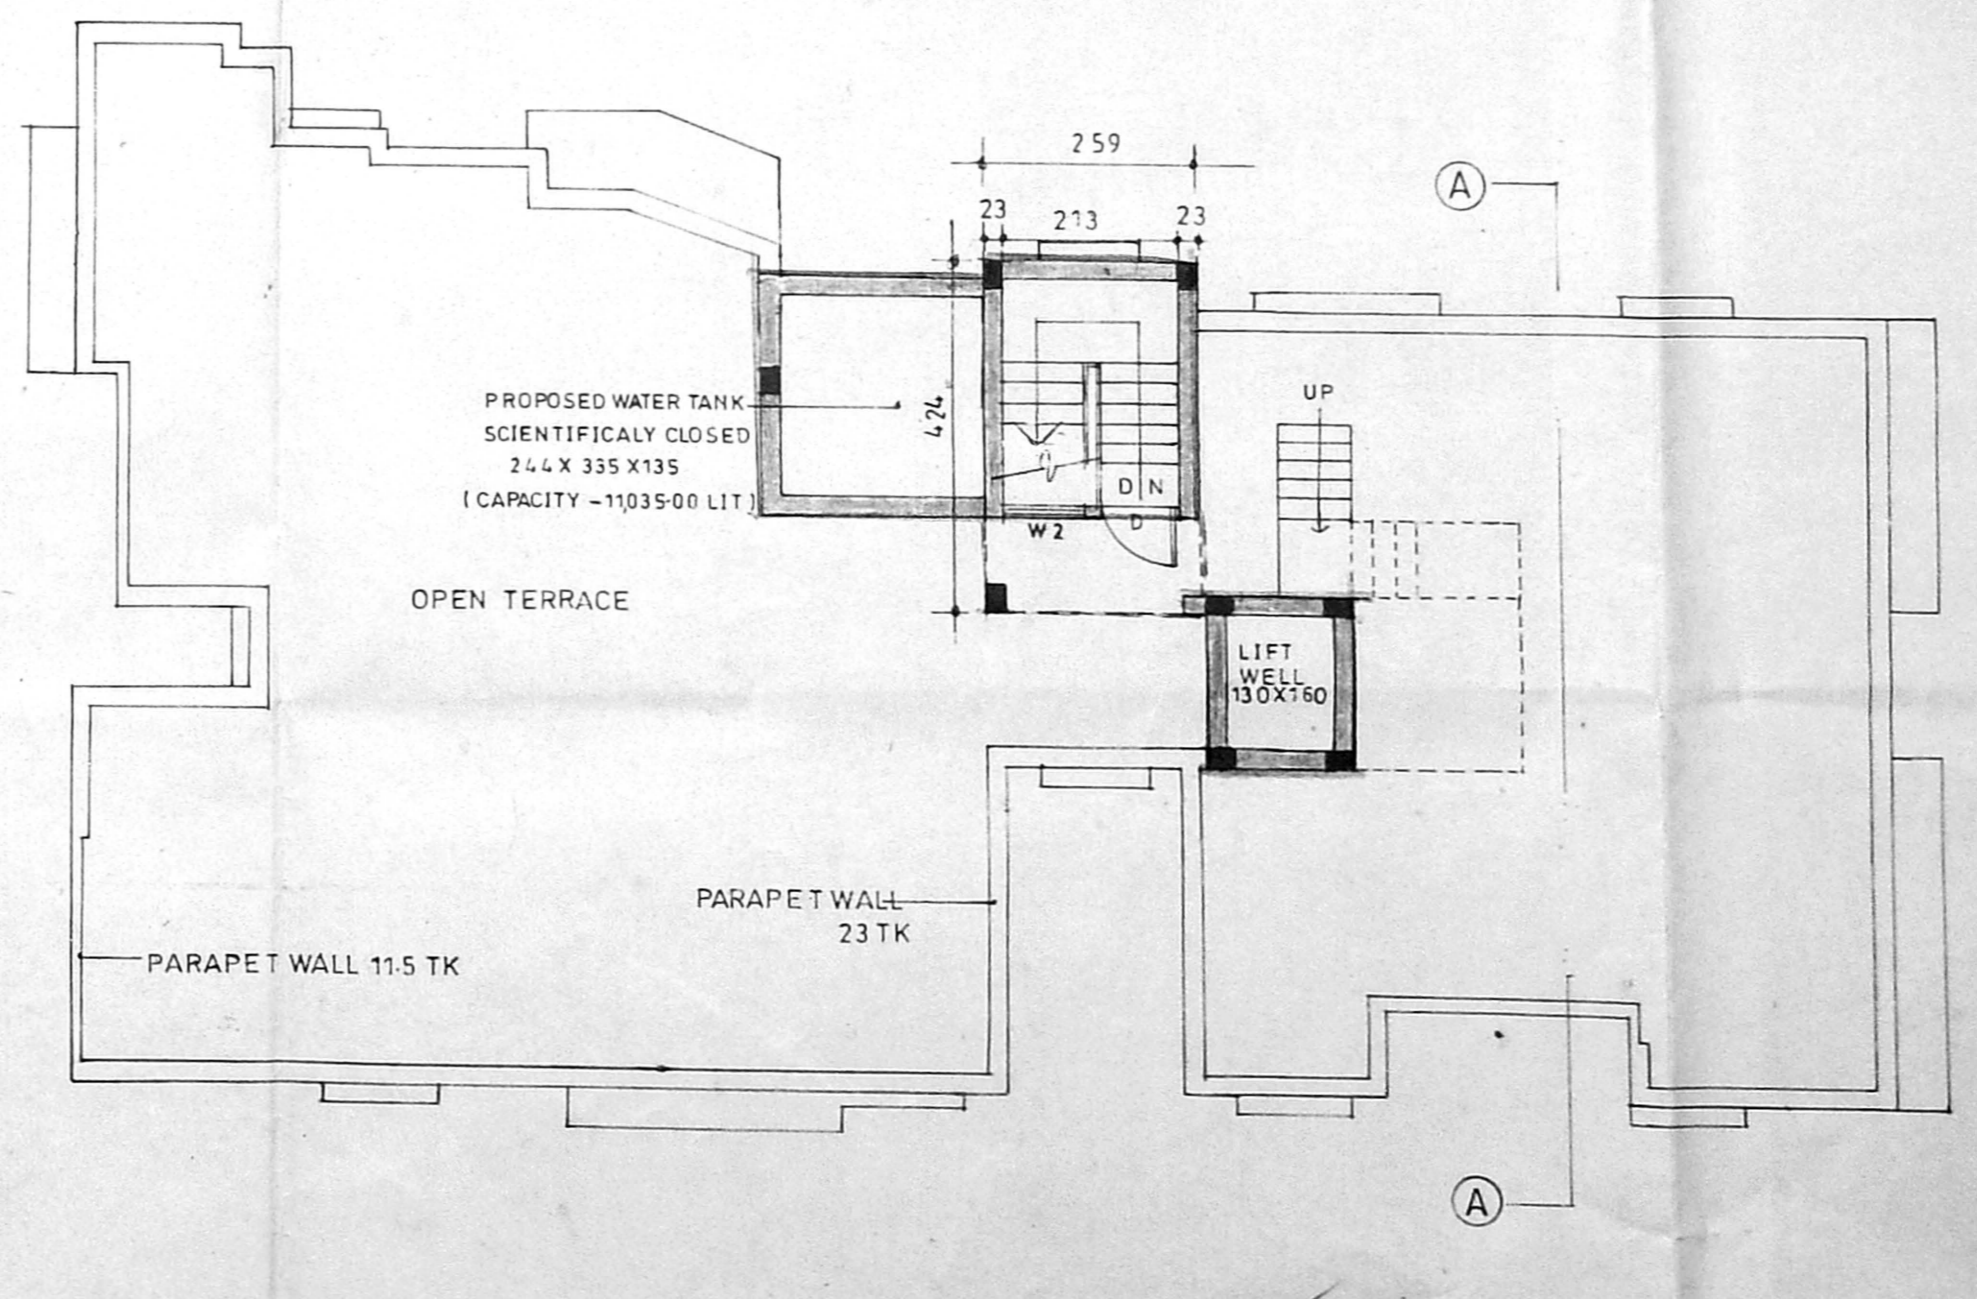 259
A
23 213 23
UP
PROPOSED WATER TANK
SCIENTIFICALY CLOSED
244 X 335 X 135
(CAPACITY - 11,035·00 LIT)
424
DN
W2
D
OPEN TERRACE
LIFT
WELL
130X160
PARAPET WALL
23 TK
PARAPET WALL 11·5 TK
A